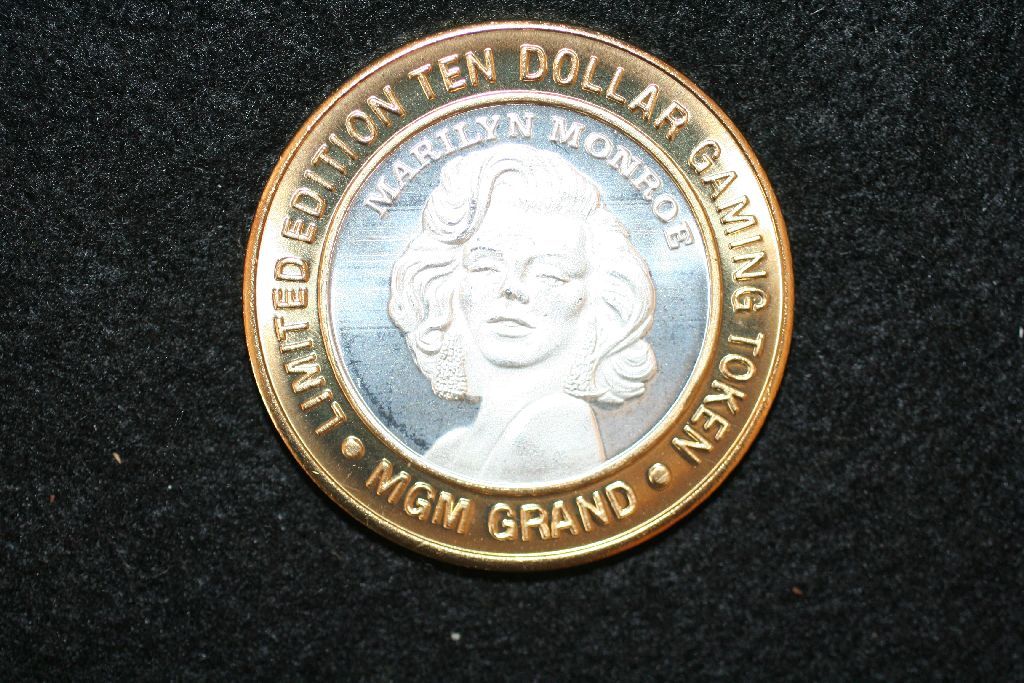 LIMITED EDITION TEN DOLLAR GAMING TOKEN
MARILYN MONROE
• MGM GRAND •